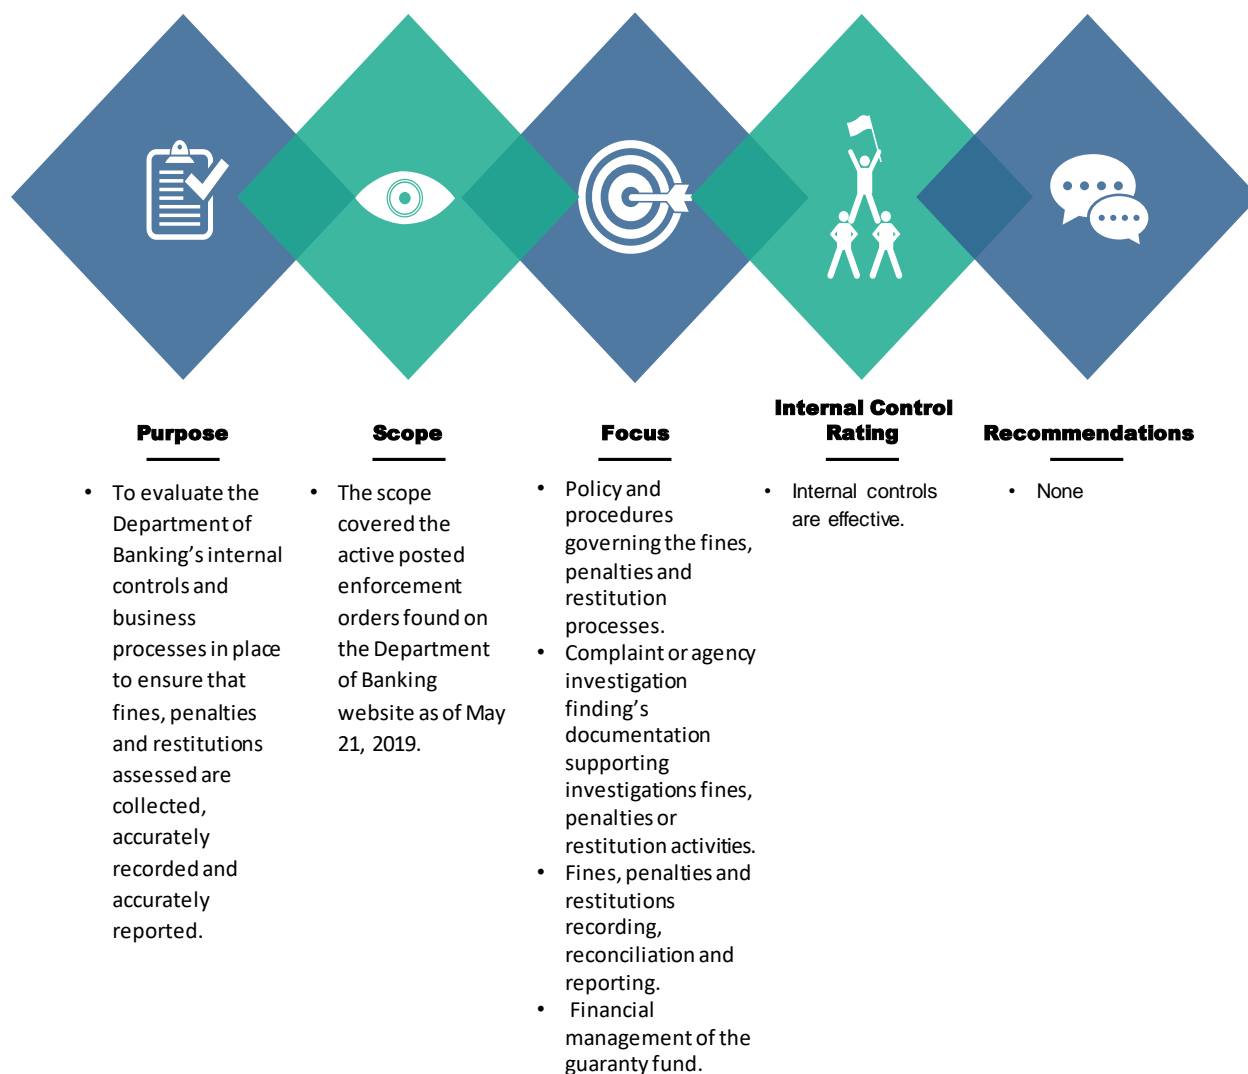 Purpose
• To evaluate the
Department of
Banking’s internal
controls and
business
processes in place
to ensure that
fines, penalties
and restitutions
assessed are
collected,
accurately
recorded and
accurately
reported.
Scope
• The scope
covered the
active posted
enforcement
orders found on
the Department
of Banking
website as of May
21, 2019.
Focus
• Policy and
procedures
governing the fines,
penalties and
restitution
processes.
• Complaint or agency
investigation
finding’s
documentation
supporting
investigations fines,
penalties or
restitution activities.
• Fines, penalties and
restitutions
recording,
reconciliation and
reporting.
• Financial
management of the
guaranty fund.
Internal Control
Rating
• Internal controls
are effective.
Recommendations
• None